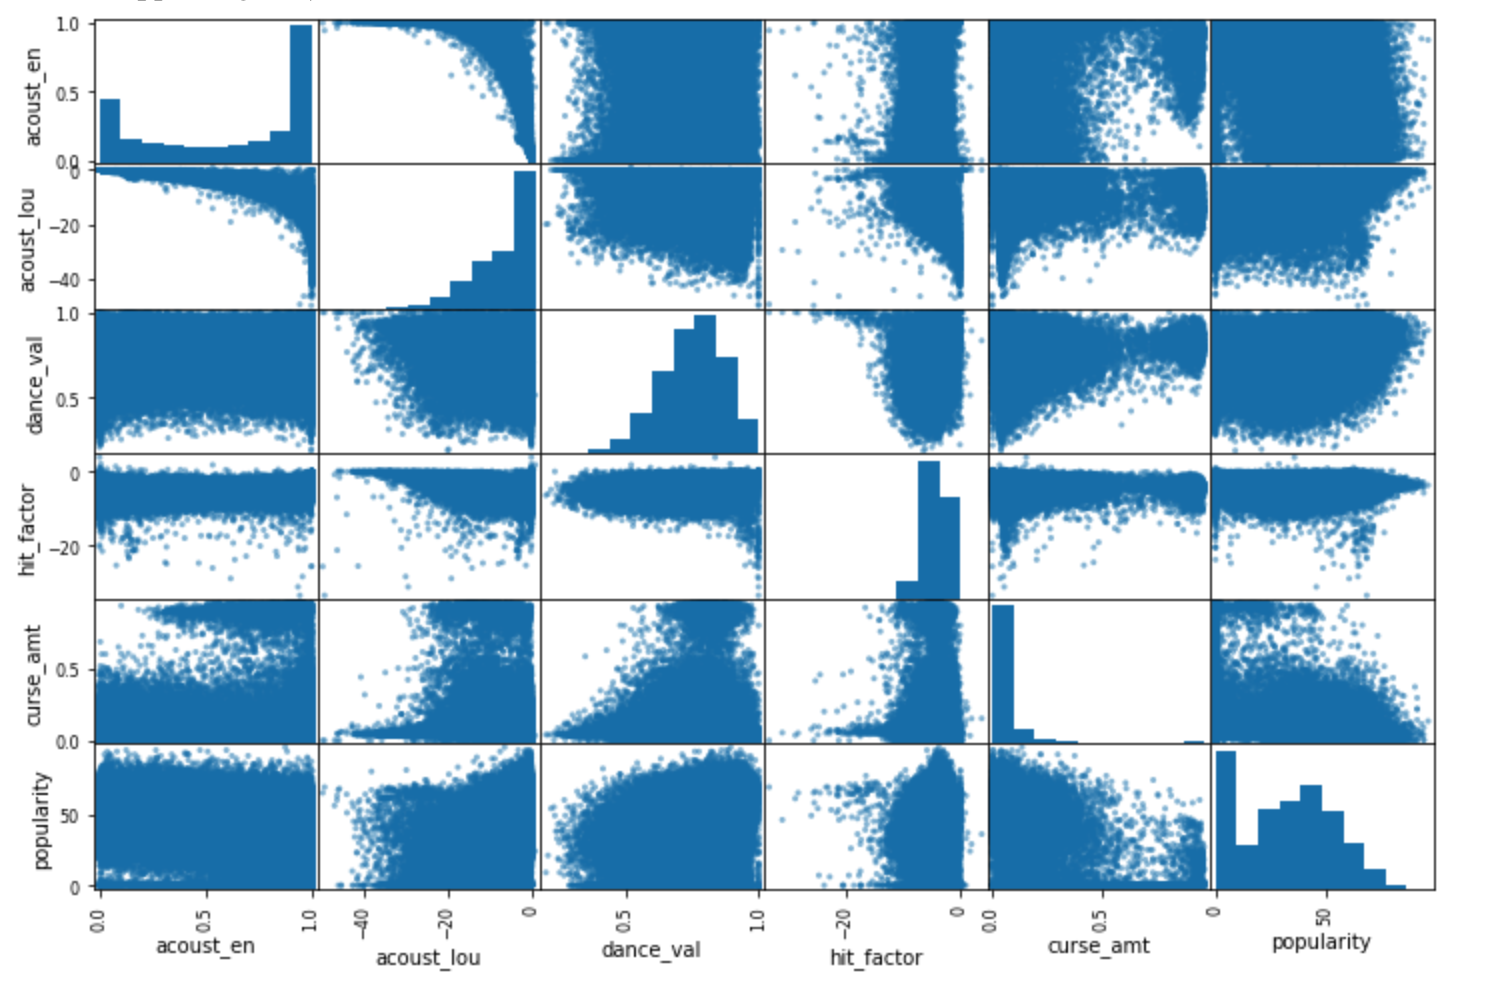 1.0
acoust_en
0.5
0.0
0
acoust_lou
−20
−40
1.0
dance_val
0.5
0
hit_factor
−20
curse_amt
0.5
0.0
popularity
50
0
0.0 0.5 1.0 −40 −20 0 0.5 1.0 −20 0 0.0 0.5 0 50
acoust_en acoust_lou dance_val hit_factor curse_amt popularity